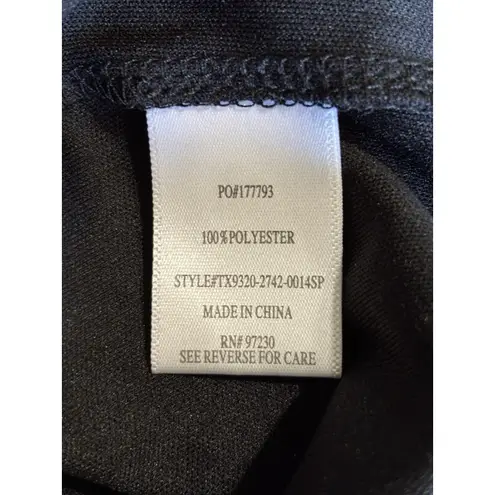 PO#177793
100%POLYESTER
STYLE#TX9320-2742-0014SP
MADE IN CHINA
RN# 97230
SEE REVERSE FOR CARE